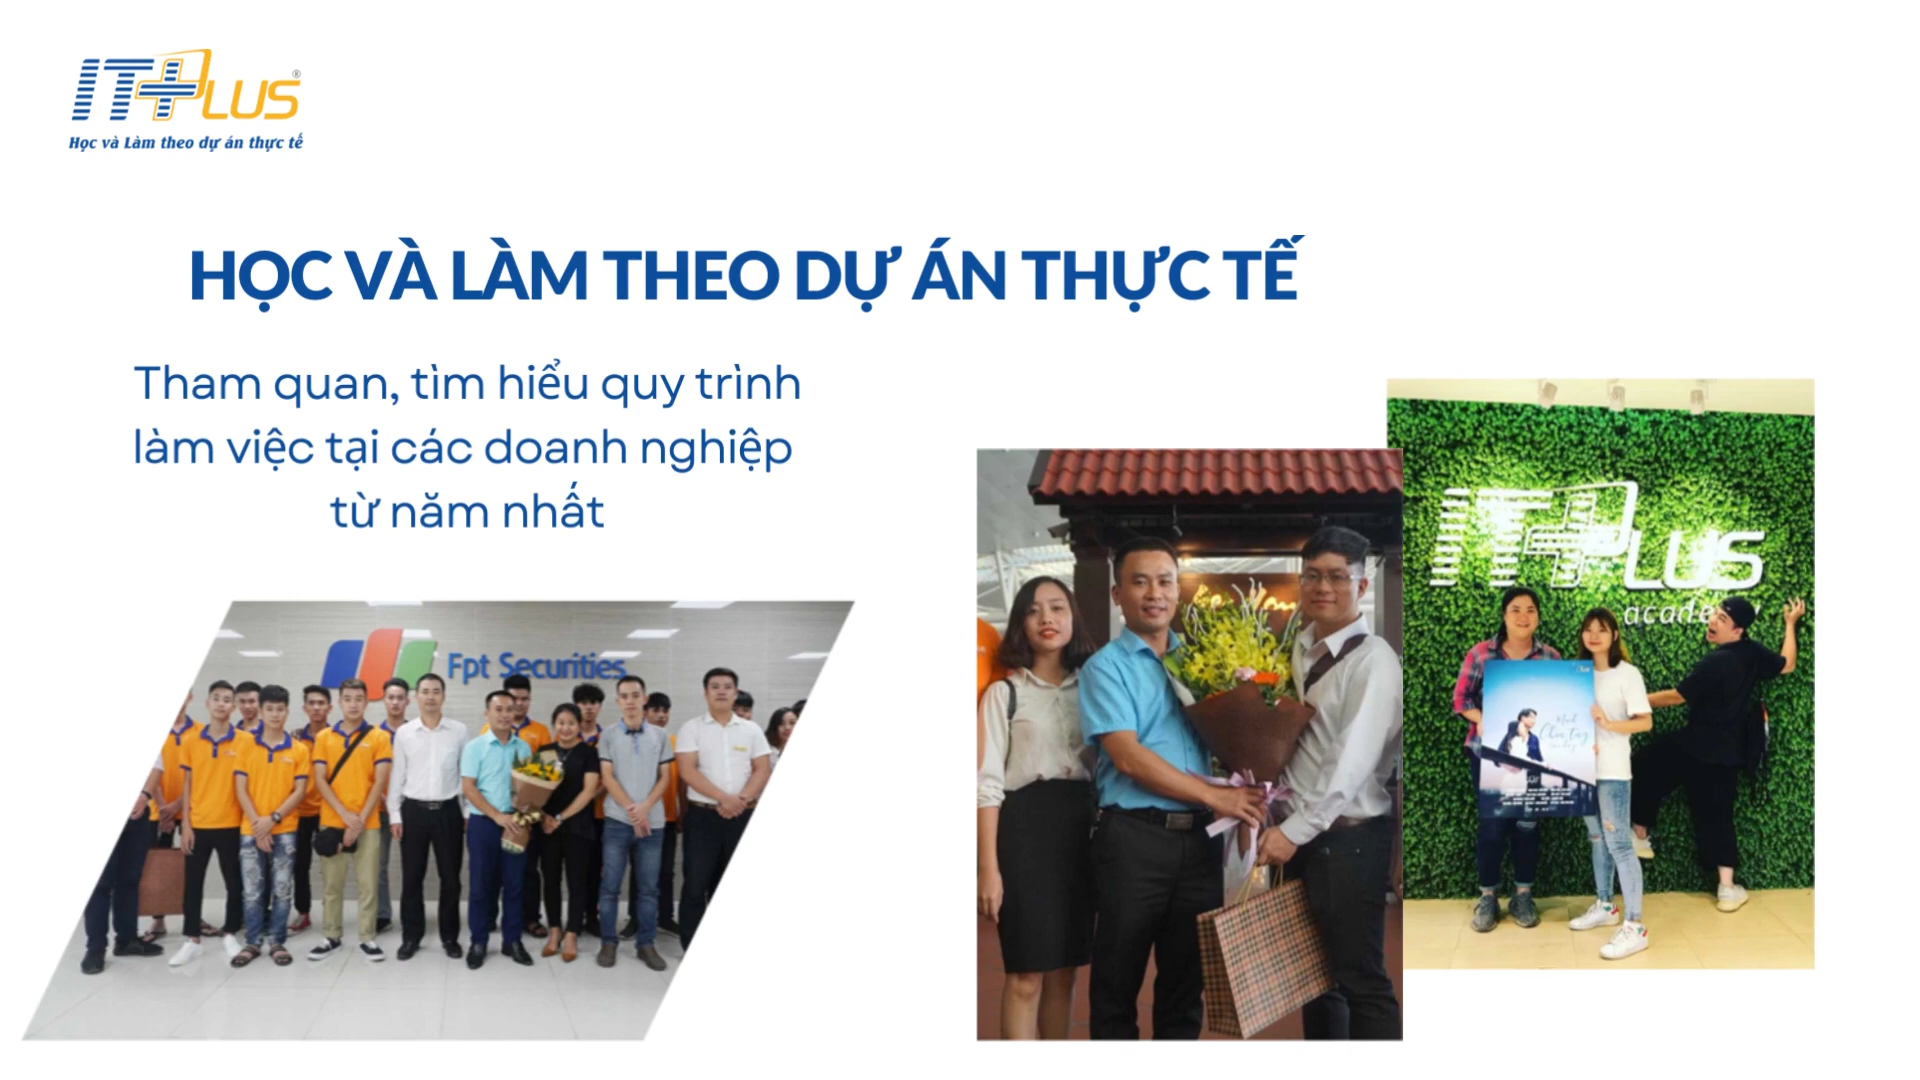 ITPLUS®
Học và Làm theo dự án thực tế
HỌC VÀ LÀM THEO DỰ ÁN THỰC TẾ
Tham quan, tìm hiểu quy trình
làm việc tại các doanh nghiệp
từ năm nhất
Fpt Securities
ITPLUS
academy